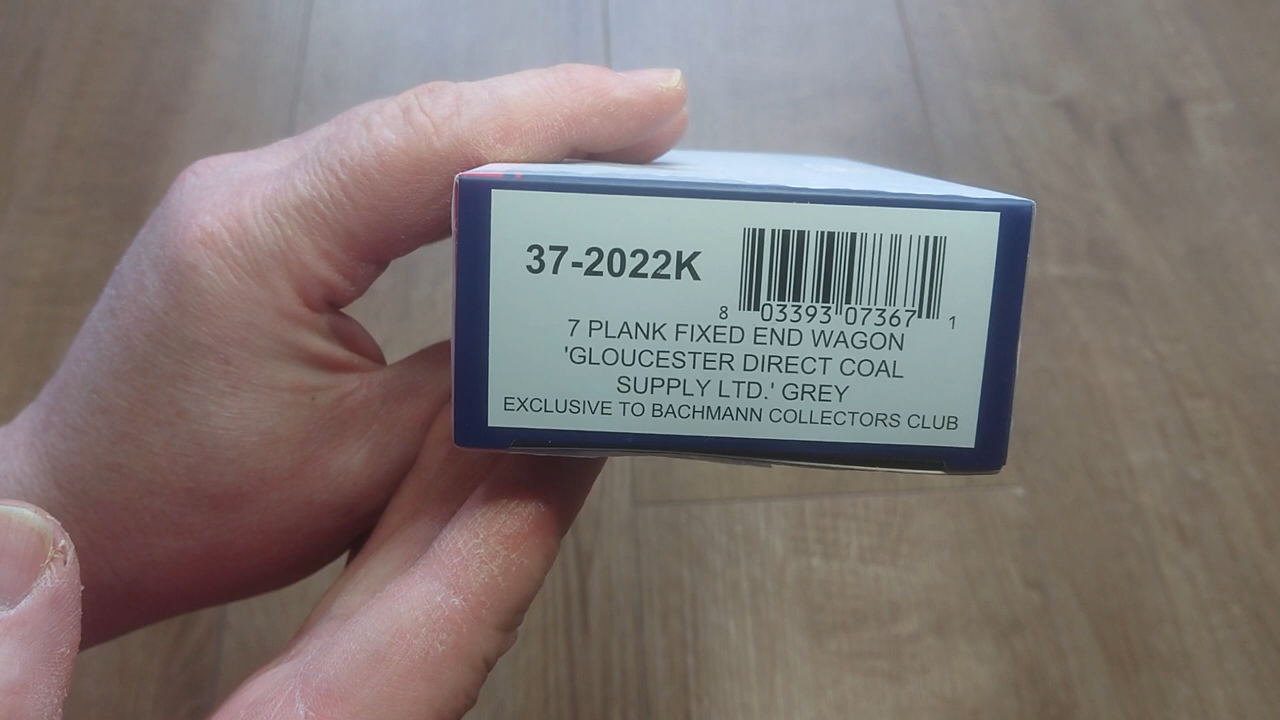 37-2022K
8 03393 07367 1
7 PLANK FIXED END WAGON
'GLOUCESTER DIRECT COAL
SUPPLY LTD.' GREY
EXCLUSIVE TO BACHMANN COLLECTORS CLUB